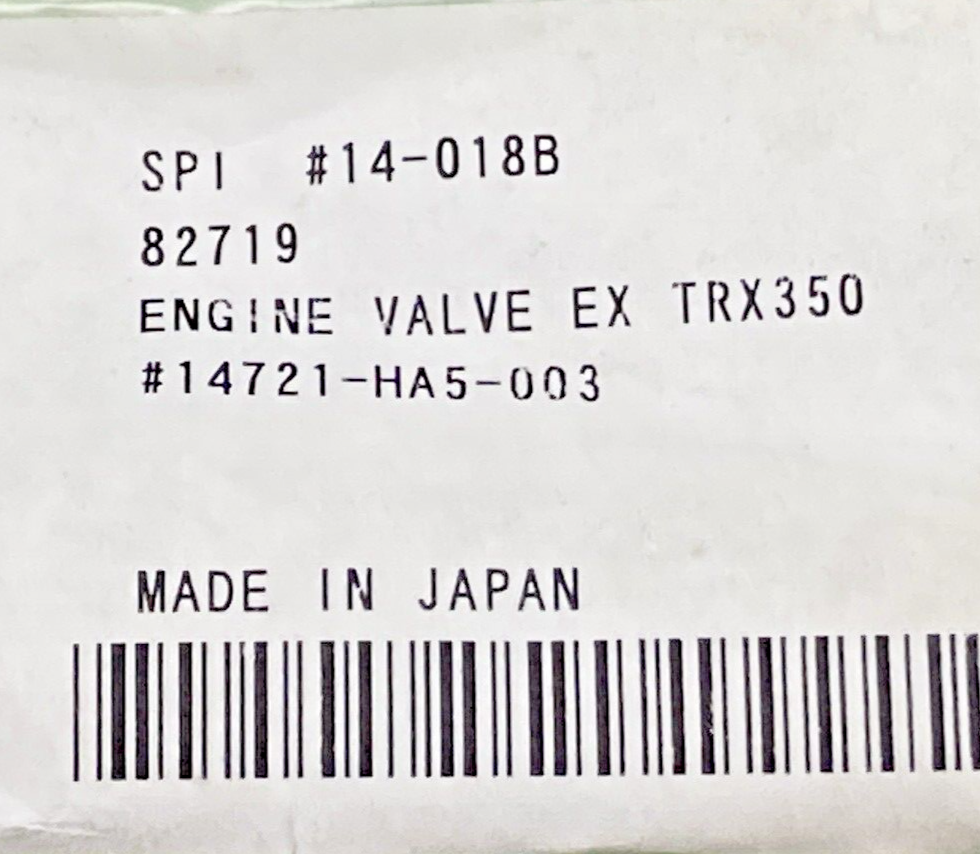 SPI #14-018B
82719
ENGINE VALVE EX TRX350
#14721-HA5-003
MADE IN JAPAN